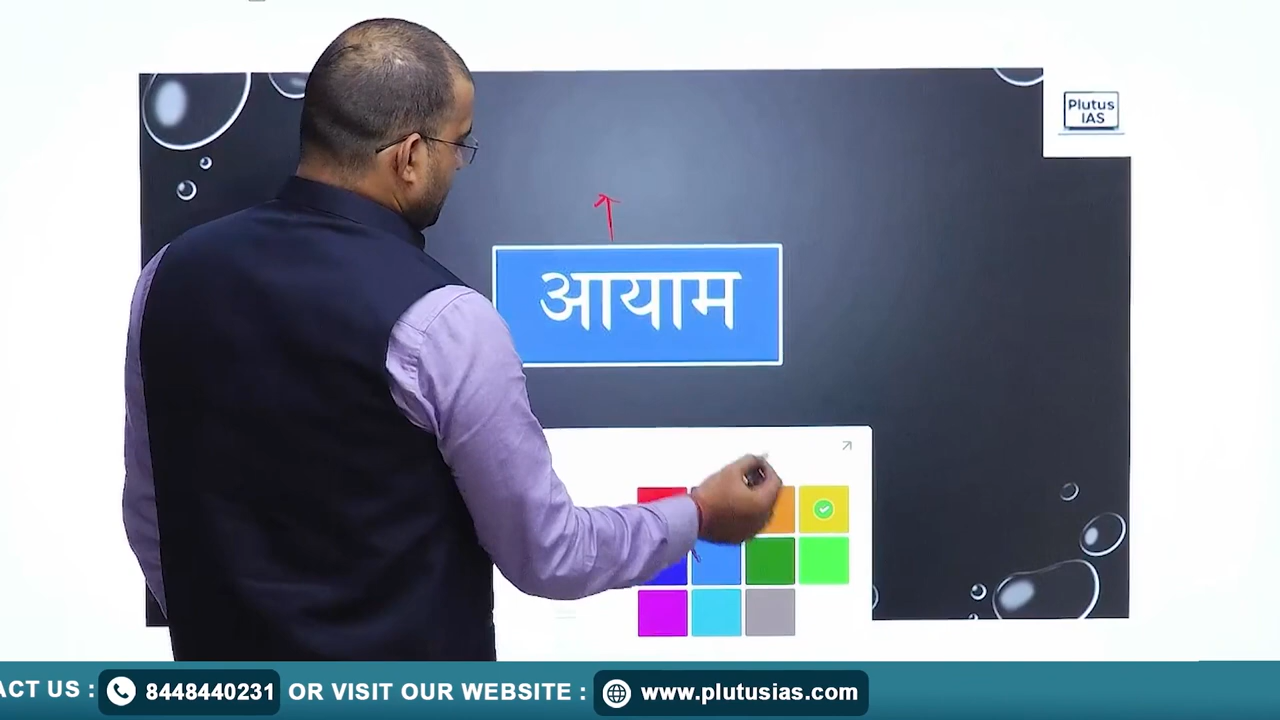 Plutus
IAS
आयाम
ACT US : 8448440231 OR VISIT OUR WEBSITE : www.plutusias.com